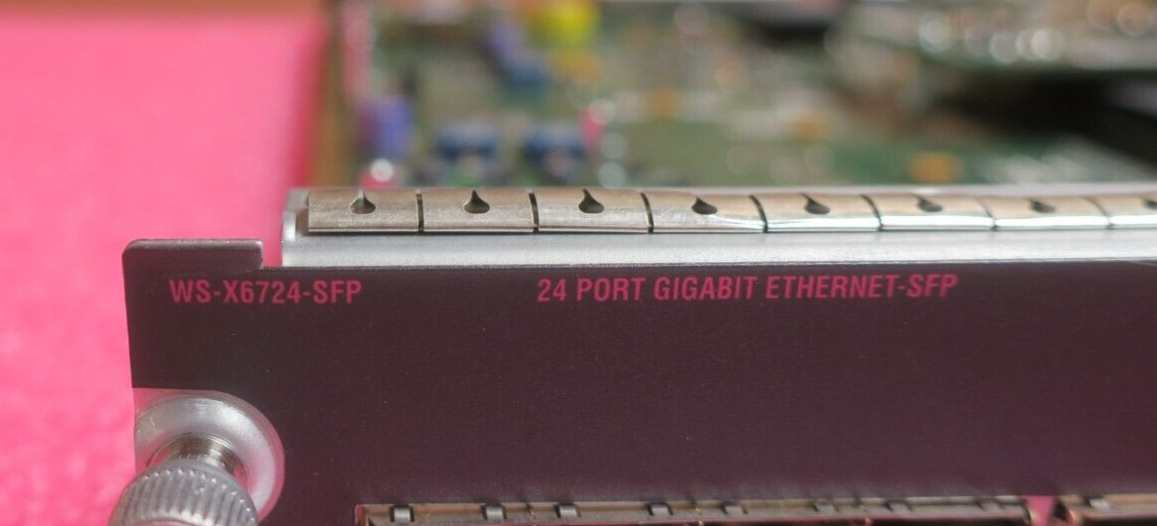 WS-X6724-SFP
24 PORT GIGABIT ETHERNET-SFP